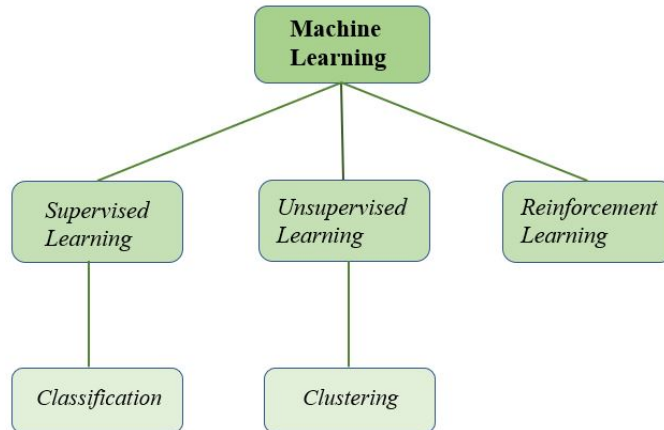 Machine
Learning
Supervised
Learning
Unsupervised
Learning
Reinforcement
Learning
Classification
Clustering